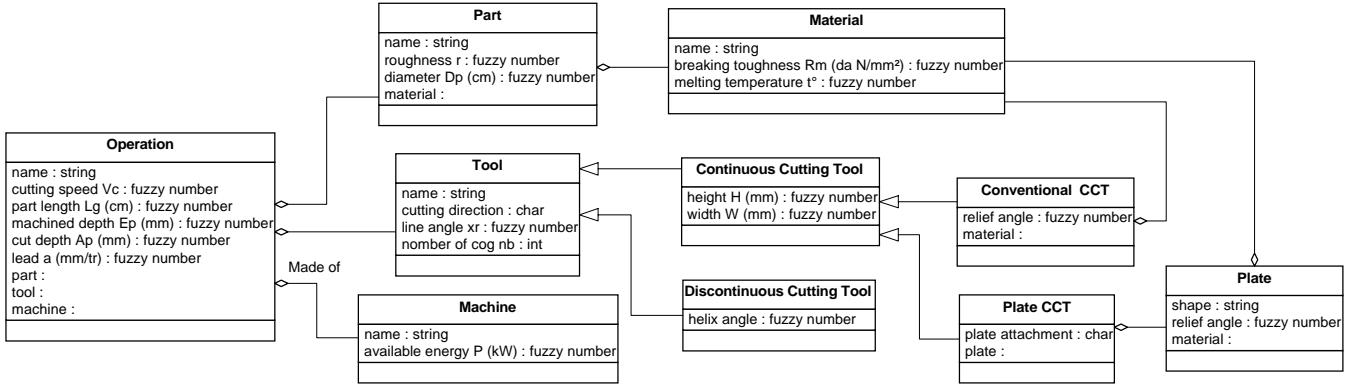 Part
name : string
roughness r : fuzzy number
diameter Dp (cm) : fuzzy number
material :
Material
name : string
breaking toughness Rm (da N/mm²) : fuzzy number
melting temperature t° : fuzzy number
Operation
name : string
cutting speed Vc : fuzzy number
part length Lg (cm) : fuzzy number
machined depth Ep (mm) : fuzzy number
cut depth Ap (mm) : fuzzy number
lead a (mm/tr) : fuzzy number
part :
tool :
machine :
Tool
name : string
cutting direction : char
line angle xr : fuzzy number
nomber of cog nb : int
Continuous Cutting Tool
height H (mm) : fuzzy number
width W (mm) : fuzzy number
Conventional CCT
relief angle : fuzzy number
material :
Made of
Machine
name : string
available energy P (kW) : fuzzy number
Discontinuous Cutting Tool
helix angle : fuzzy number
Plate CCT
plate attachment : char
plate :
Plate
shape : string
relief angle : fuzzy number
material :